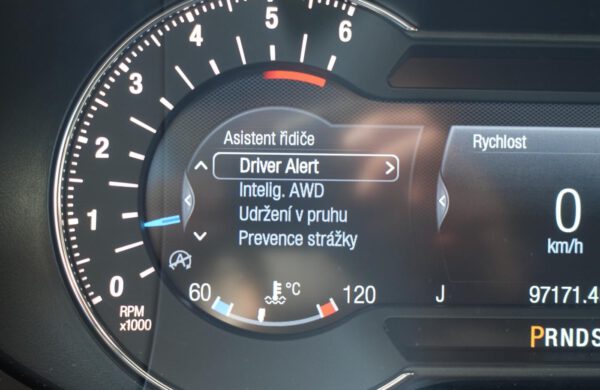 0
1
2
3
4
5
6
RPM
x1000
Asistent řidiče
Driver Alert
Intelig. AWD
Udržení v pruhu
Prevence strážky
A
60
°C
120
Rychlost
0
km/h
J
97171.4
PRNDS